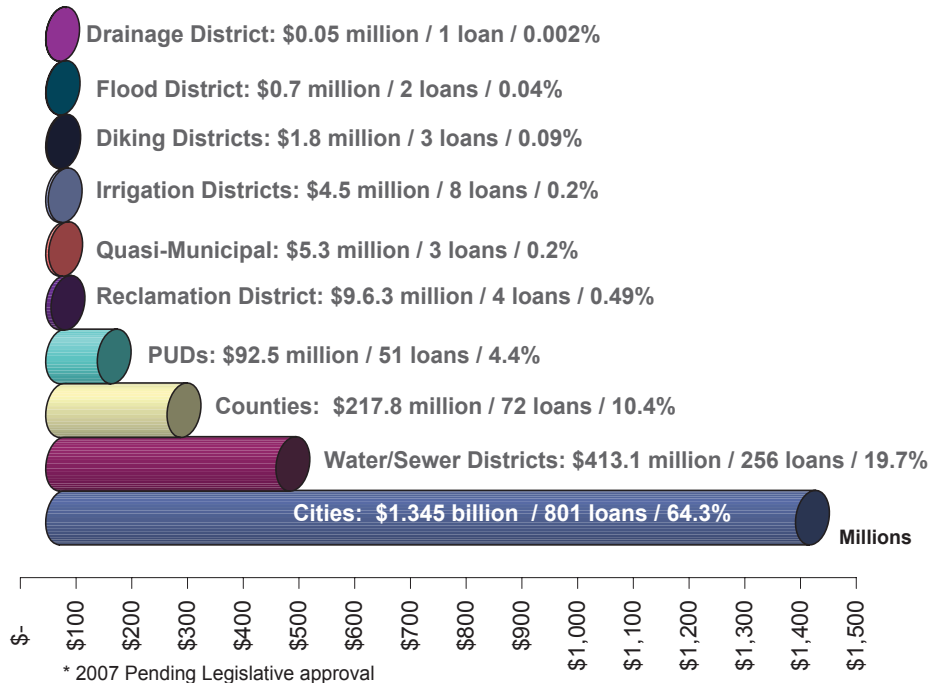 Drainage District: $0.05 million / 1 loan / 0.002%
Flood District: $0.7 million / 2 loans / 0.04%
Diking Districts: $1.8 million / 3 loans / 0.09%
Irrigation Districts: $4.5 million / 8 loans / 0.2%
Quasi-Municipal: $5.3 million / 3 loans / 0.2%
Reclamation District: $9.6.3 million / 4 loans / 0.49%
PUDs: $92.5 million / 51 loans / 4.4%
Counties: $217.8 million / 72 loans / 10.4%
Water/Sewer Districts: $413.1 million / 256 loans / 19.7%
Cities: $1.345 billion / 801 loans / 64.3%
Millions
$-
$100
$200
$300
$400
$500
$600
$700
$800
$900
$1,000
$1,100
$1,200
$1,300
$1,400
$1,500
* 2007 Pending Legislative approval